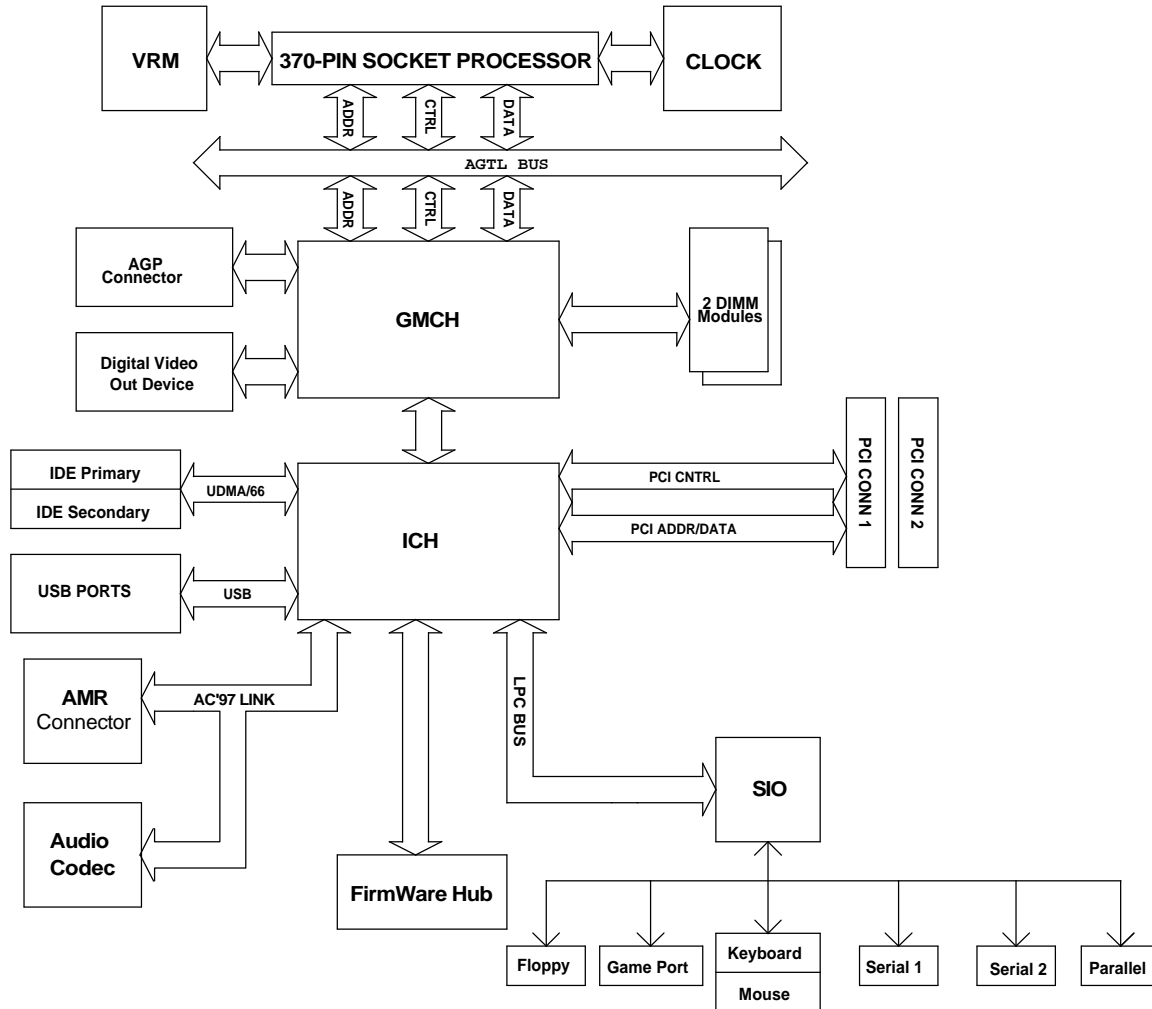 VRM
370-PIN SOCKET PROCESSOR
CLOCK
ADDR
CTRL
DATA
AGTL BUS
ADDR
CTRL
DATA
AGP
Connector
GMCH
2 DIMM
Modules
Digital Video
Out Device
IDE Primary
IDE Secondary
UDMA/66
ICH
PCI CNTRL
PCI ADDR/DATA
PCI CONN 1
PCI CONN 2
USB PORTS
USB
AMR
Connector
AC'97 LINK
LPC BUS
SIO
Audio
Codec
FirmWare Hub
Floppy
Game Port
Keyboard
Mouse
Serial 1
Serial 2
Parallel